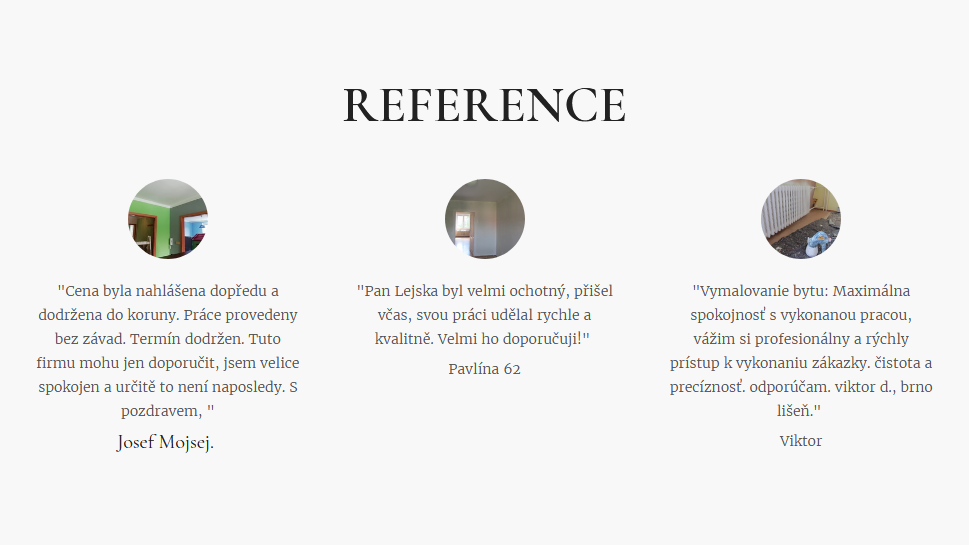 REFERENCE
"Cena byla nahlášena dopředu a
dodržena do koruny. Práce provedeny
bez závad. Termín dodržen. Tuto
firmu mohu jen doporučit, jsem velice
spokojen a určitě to není naposledy. S
pozdravem, "
Josef Mojsej.
"Pan Lejska byl velmi ochotný, přišel
včas, svou práci udělal rychle a
kvalitně. Velmi ho doporučuji!"
Pavlína 62
"Vymalovanie bytu: Maximálna
spokojnosť s vykonanou pracou,
vážim si profesionálny a rýchly
prístup k vykonaniu zákazky. čistota a
precíznosť. odporúčam. viktor d., brno
lišeň."
Viktor